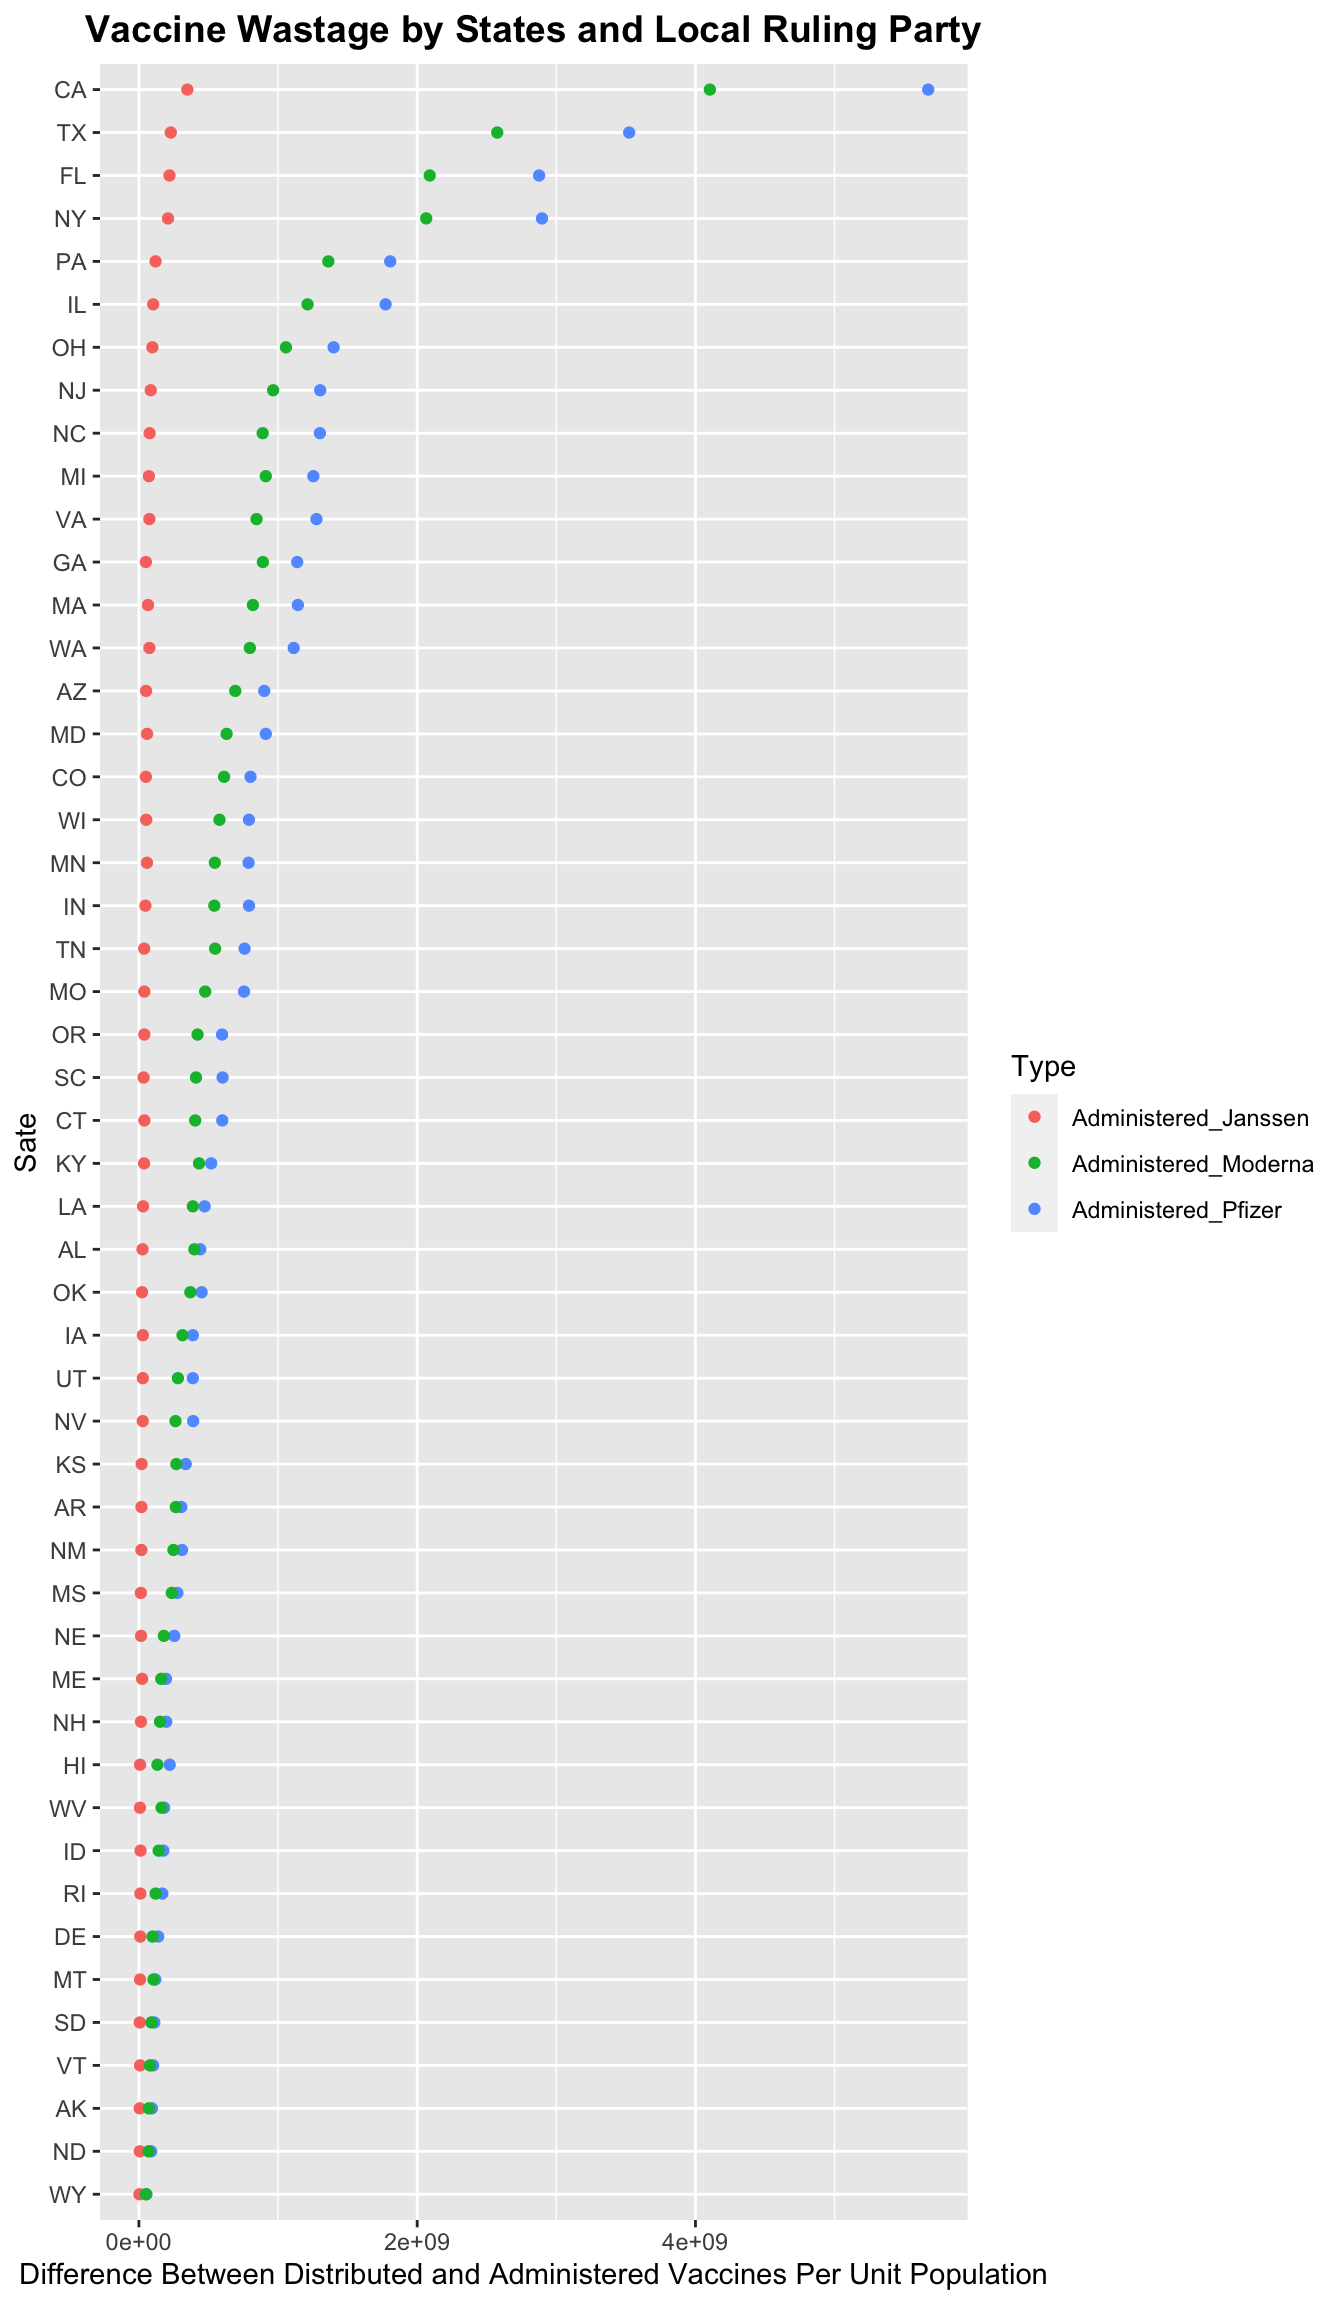 Vaccine Wastage by States and Local Ruling Party
CA
TX
FL
NY
PA
IL
OH
NJ
NC
MI
VA
GA
MA
WA
AZ
MD
CO
WI
MN
IN
TN
MO
OR
SC
CT
KY
LA
AL
OK
IA
UT
NV
KS
AR
NM
MS
NE
ME
NH
HI
WV
ID
RI
DE
MT
SD
VT
AK
ND
WY
Sate
0e+00 2e+09 4e+09
Difference Between Distributed and Administered Vaccines Per Unit Population
Type
Administered_Janssen
Administered_Moderna
Administered_Pfizer